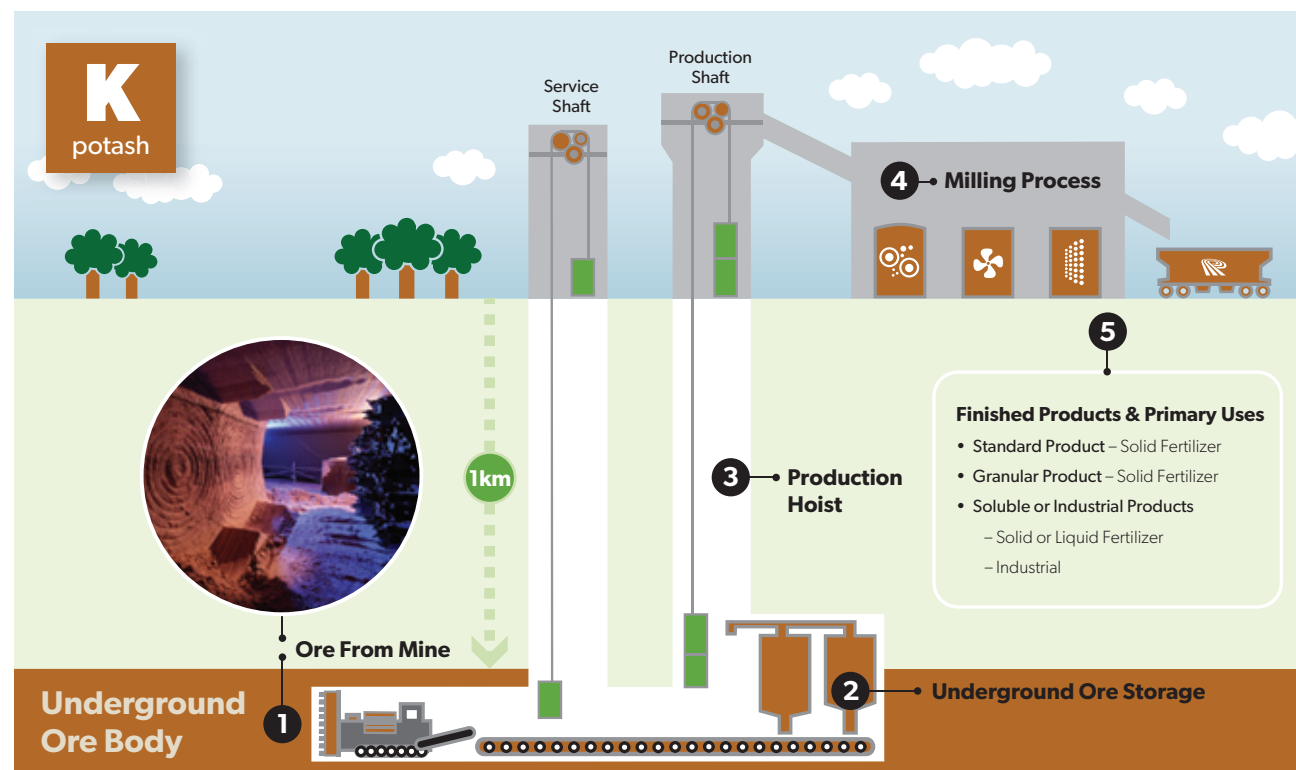 K
potash
Service
Shaft
Production
Shaft
4 Milling Process
1km
3 Production
Hoist
5
Finished Products & Primary Uses
• Standard Product – Solid Fertilizer
• Granular Product – Solid Fertilizer
• Soluble or Industrial Products
– Solid or Liquid Fertilizer
– Industrial
Ore From Mine
1
Underground
Ore Body
2 Underground Ore Storage